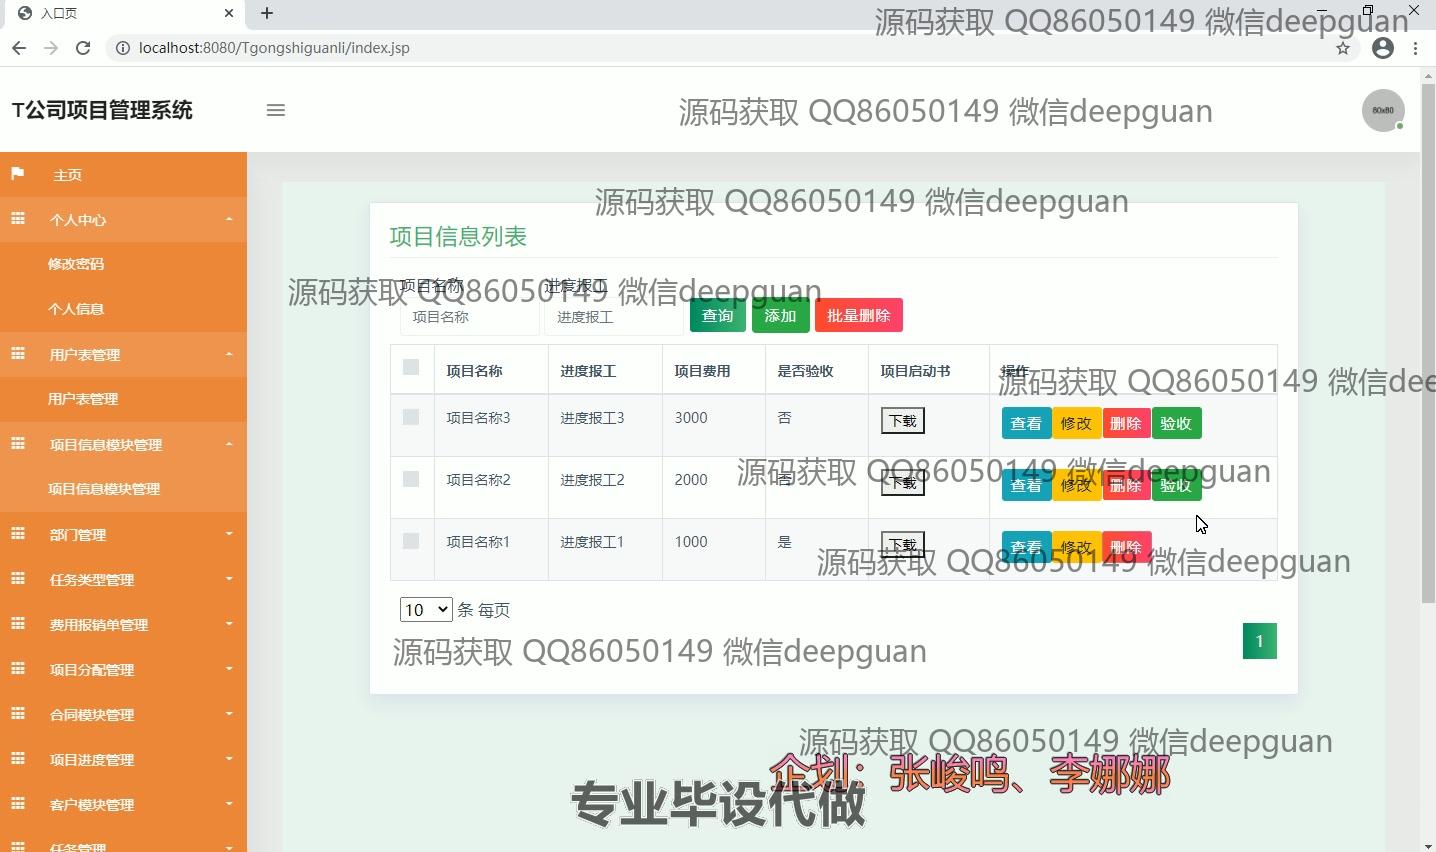 入口页
源码获取 QQ86050149 微信deepguan
localhost:8080/Tgongshiguanli/index.jsp
T公司项目管理系统
源码获取 QQ86050149 微信deepguan
80x80
主页
个人中心
修改密码
个人信息
用户表管理
用户表管理
项目信息模块管理
项目信息模块管理
部门管理
任务类型管理
费用报销单管理
项目分配管理
合同模块管理
项目进度管理
客户模块管理
任务管理
源码获取 QQ86050149 微信deepguan
项目信息列表
项目名称 进度报工
源码获取 QQ86050149 微信deepguan
项目名称 进度报工 查询 添加 批量删除
项目名称 进度报工 项目费用 是否验收 项目启动书 操作
源码获取 QQ86050149 微信dee
项目名称3 进度报工3 3000 否 下载 查看 修改 删除 验收
源码获取 QQ86050149 微信deepguan
项目名称2 进度报工2 2000 否 下载 查看 修改 删除 验收
项目名称1 进度报工1 1000 是 下载 查看 修改 删除
源码获取 QQ86050149 微信deepguan
10 条 每页
1
源码获取 QQ86050149 微信deepguan
源码获取 QQ86050149 微信deepguan
企划：张峻鸣、李娜娜
专业毕设代做